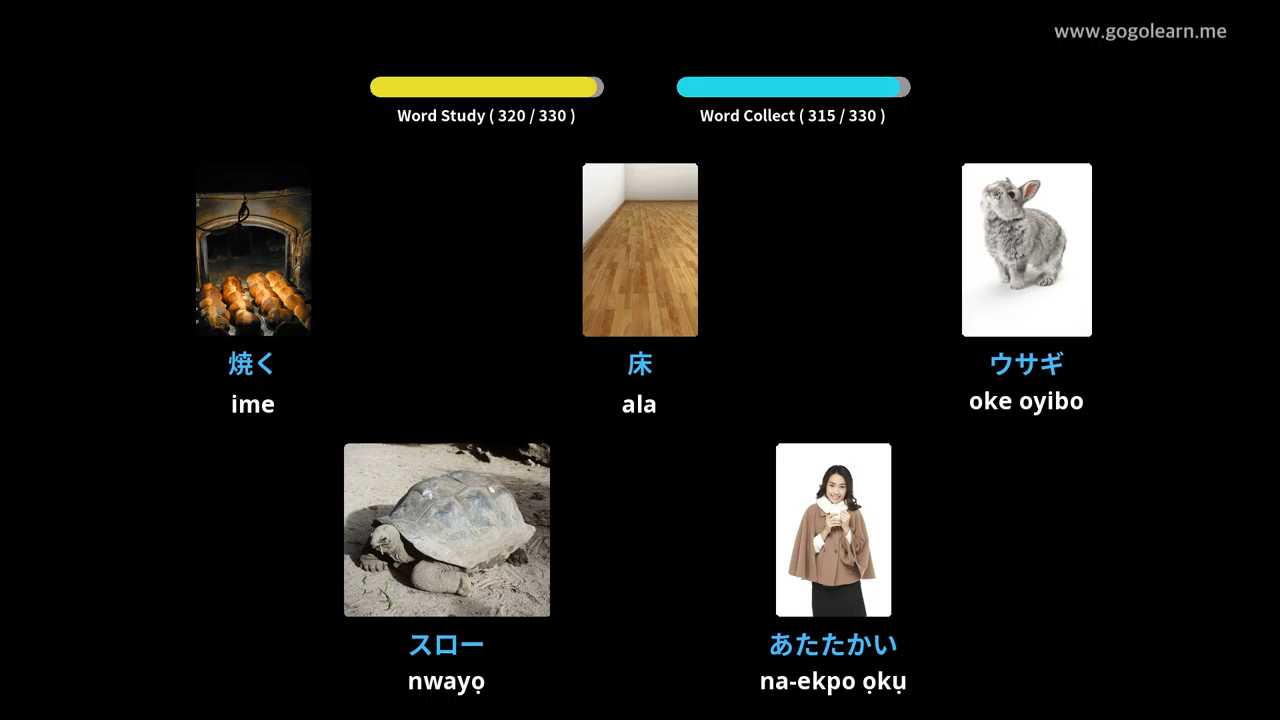 www.gogolearn.me
Word Study ( 320 / 330 )
Word Collect ( 315 / 330 )
焼く
ime
床
ala
ウサギ
oke oyibo
スロー
nwayọ
あたたかい
na-ekpo ọkụ